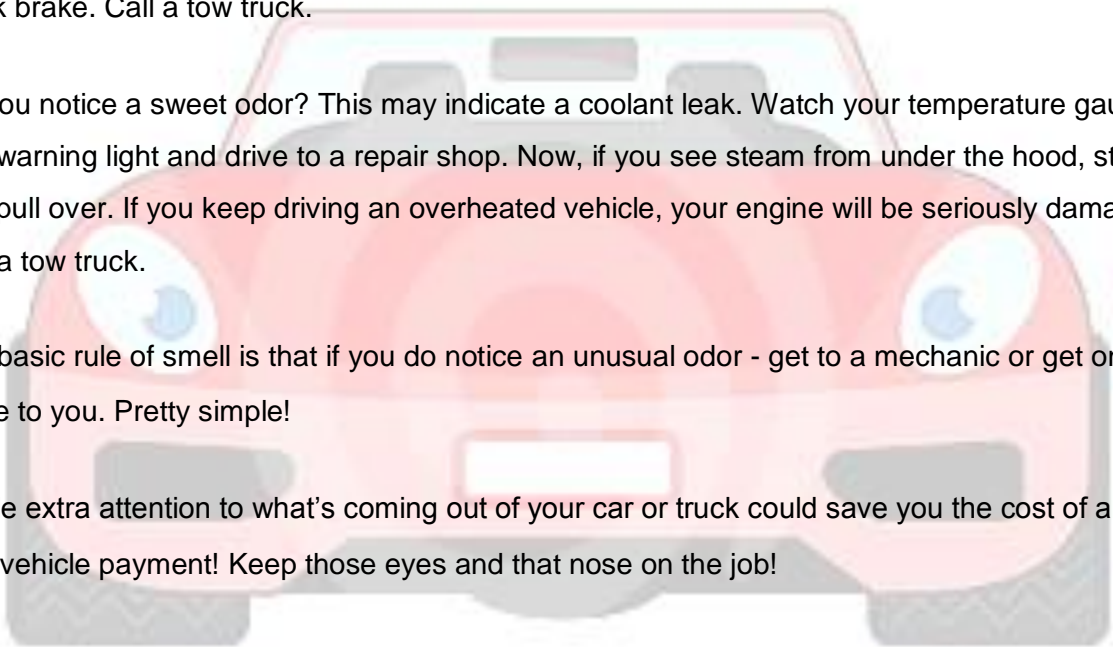 k brake. Call a tow truck.
ou notice a sweet odor? This may indicate a coolant leak. Watch your temperature gau
warning light and drive to a repair shop. Now, if you see steam from under the hood, st
pull over. If you keep driving an overheated vehicle, your engine will be seriously dama
a tow truck.
basic rule of smell is that if you do notice an unusual odor - get to a mechanic or get on
e to you. Pretty simple!
e extra attention to what's coming out of your car or truck could save you the cost of a
vehicle payment! Keep those eyes and that nose on the job!